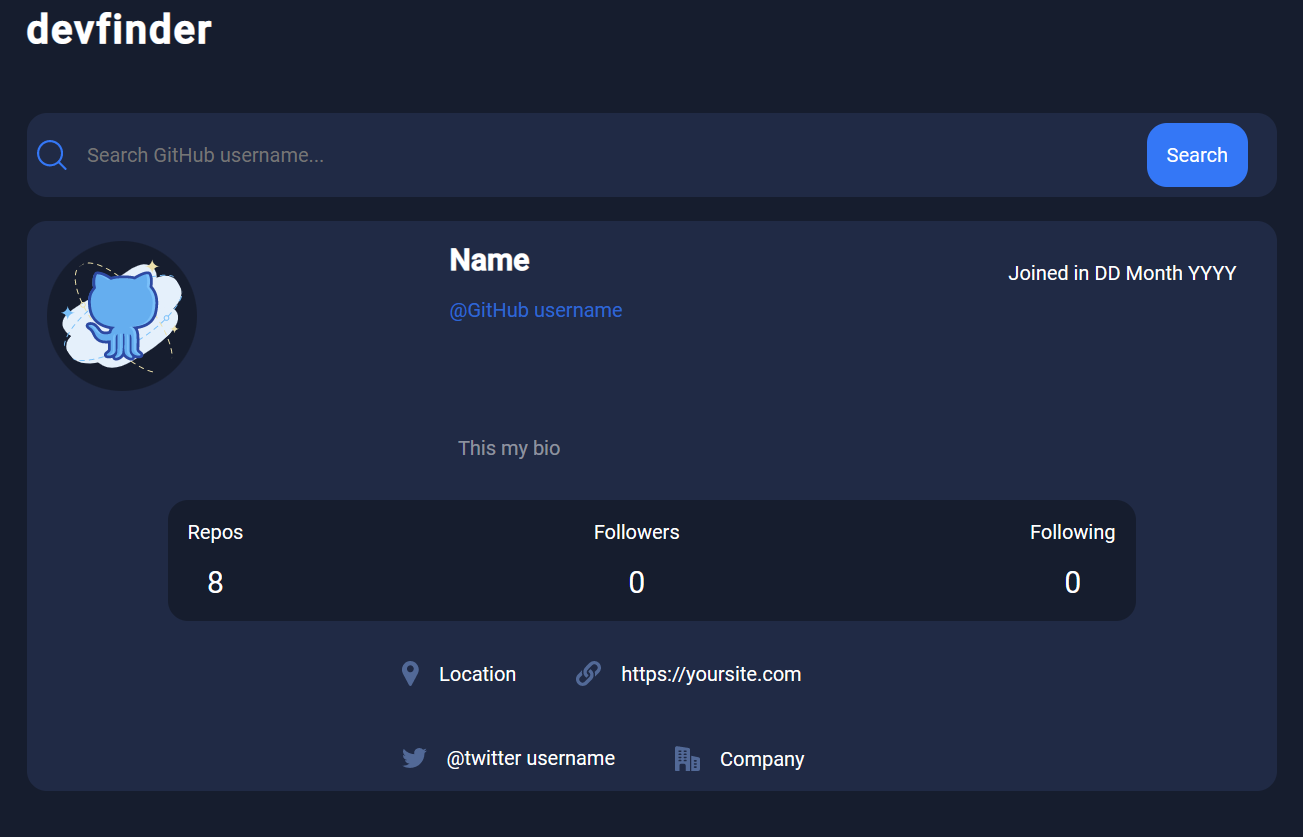 devfinder
Search GitHub username...
Search
Name
Joined in DD Month YYYY
@GitHub username
This my bio
Repos
Followers
Following
8
0
0
Location
https://yoursite.com
@twitter username
Company